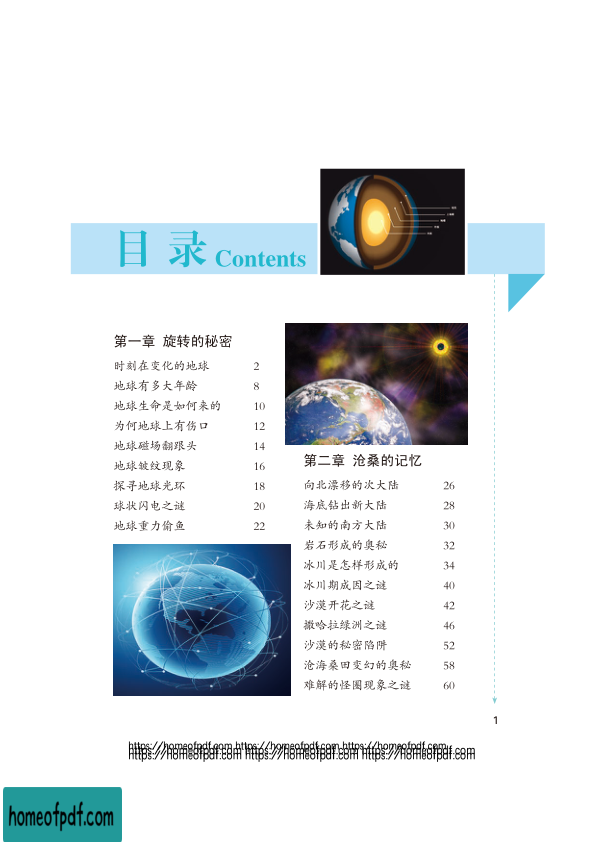 目 录 Contents
第一章 旋转的秘密
时刻在变化的地球 2
地球有多大年龄 8
地球生命是如何来的 10
为何地球上有伤口 12
地球磁场翻跟头 14
地球皱纹现象 16
探寻地球光环 18
球状闪电之谜 20
地球重力偷鱼 22
第二章 沧桑的记忆
向北漂移的次大陆 26
海底钻出新大陆 28
未知的南方大陆 30
岩石形成的奥秘 32
冰川是怎样形成的 34
冰川期成因之谜 40
沙漠开花之谜 42
撒哈拉绿洲之谜 46
沙漠的秘密陷阱 52
沧海桑田变幻的奥秘 58
难解的怪圈现象之谜 60
1
https://homeofpdf.com https://homeofpdf.com https://homeofpdf.com
https://homeofpdf.com https://homeofpdf.com https://homeofpdf.com
https://homeofpdf.com https://homeofpdf.com https://homeofpdf.com
homeofpdf.com